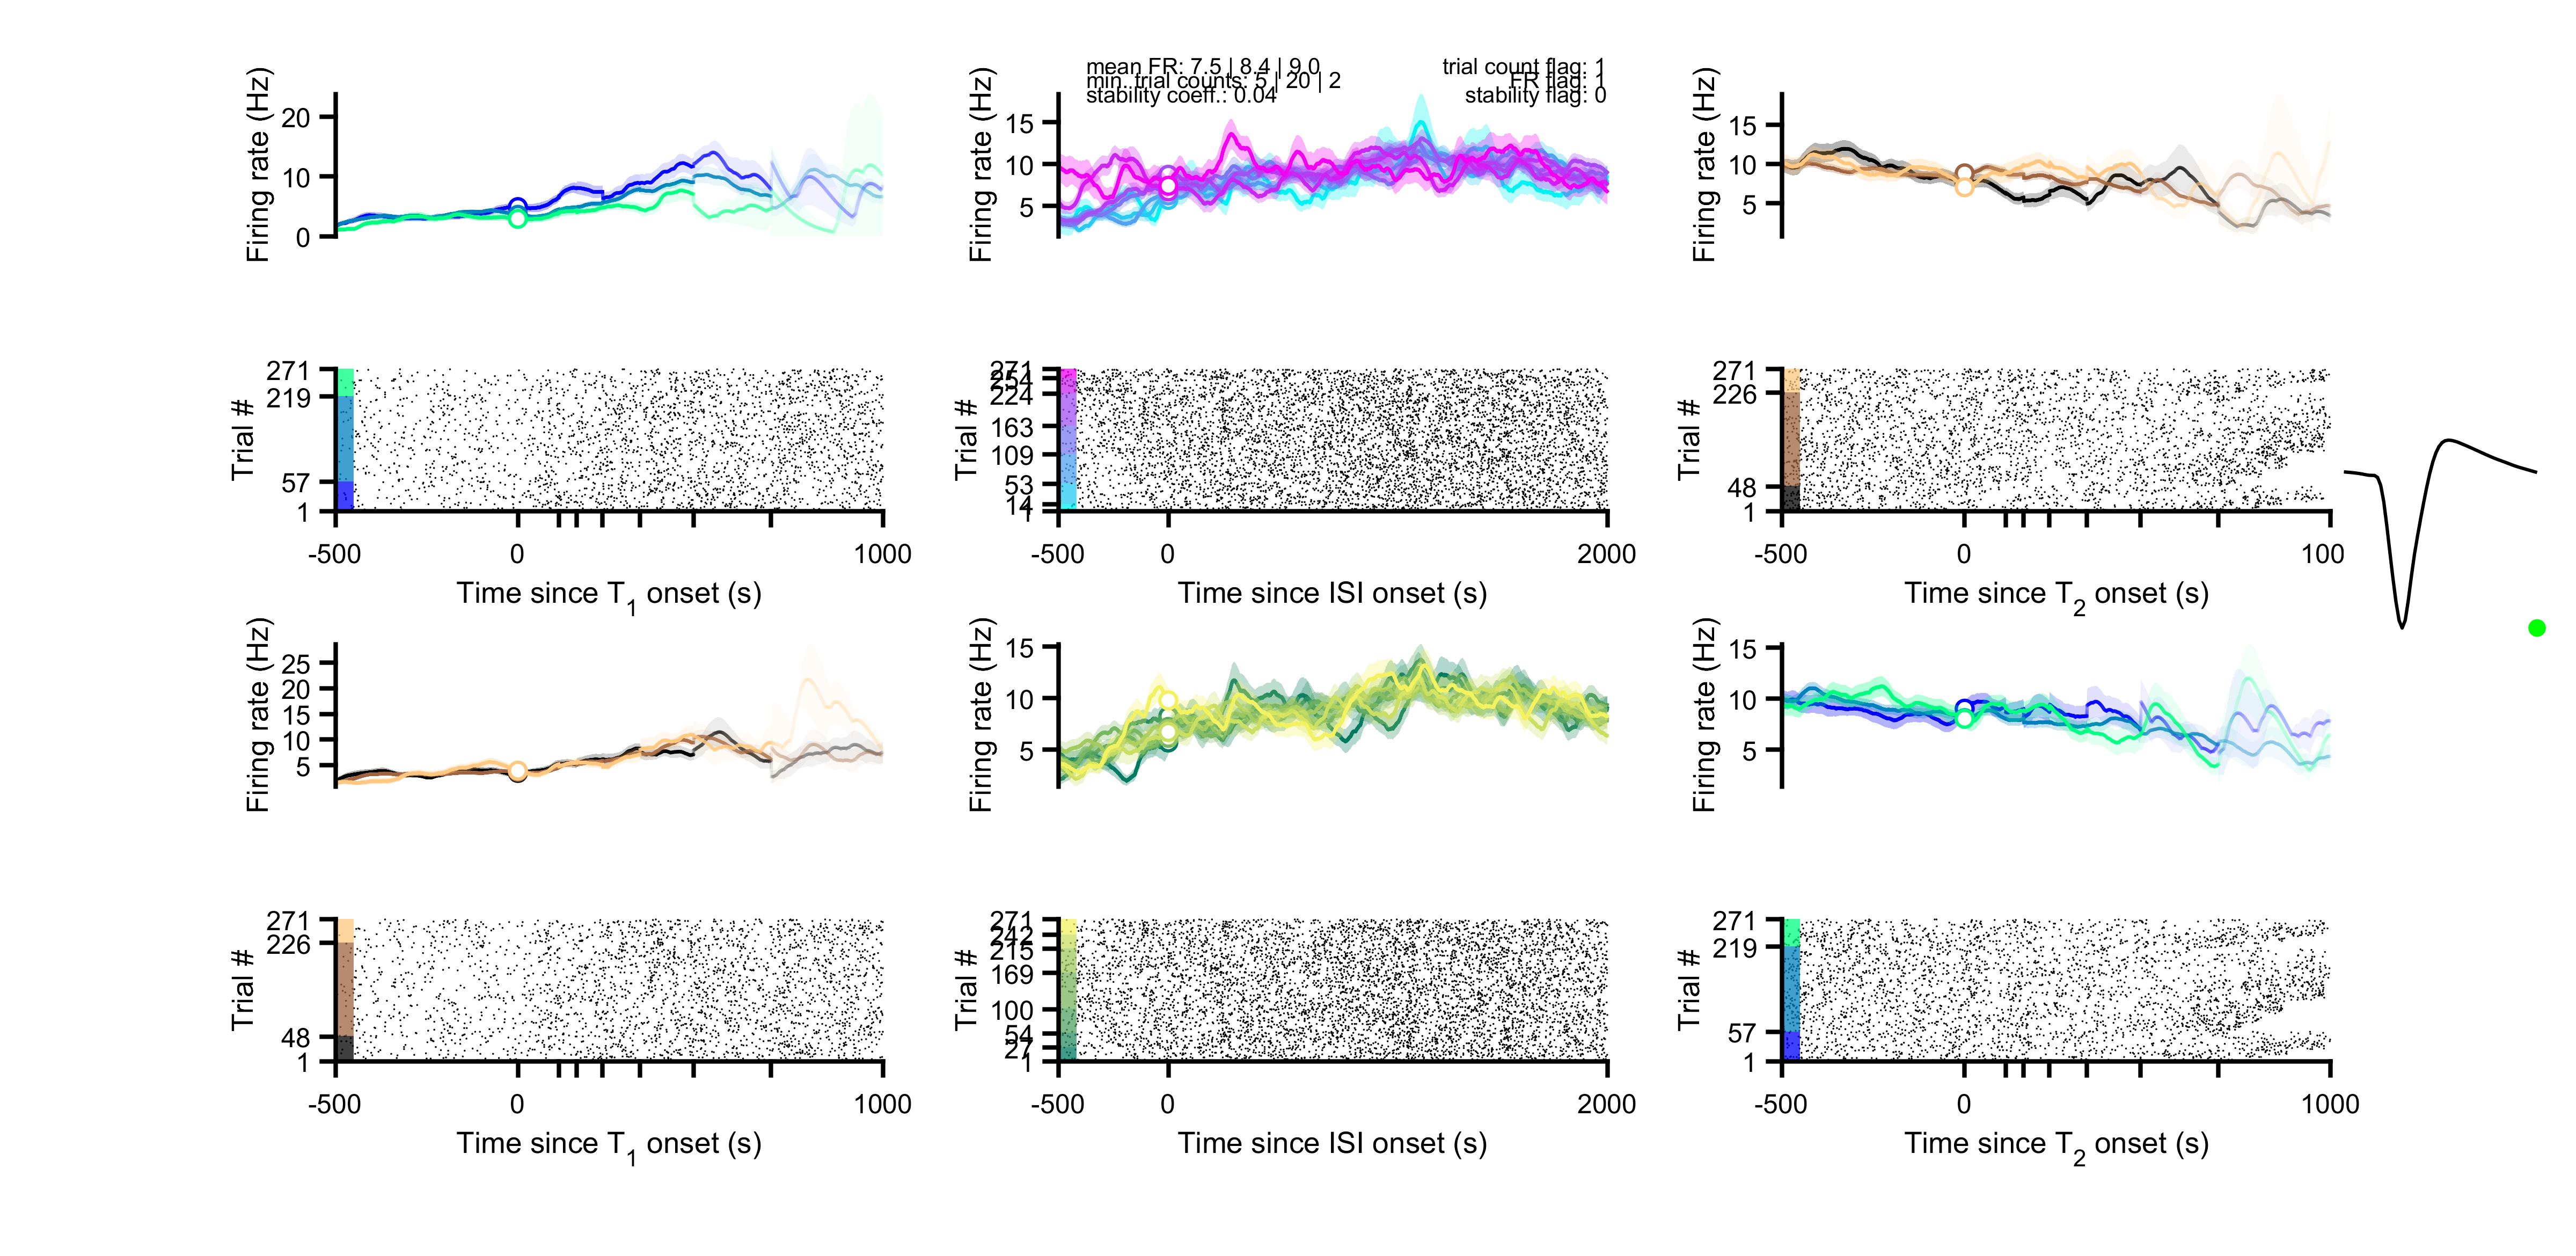 mean FR: 7.5 | 8.4 | 9.0
trial count flag: 1
min. trial counts: 5 | 20 | 2
FR flag: 1
stability coeff.: 0.04
stability flag: 0
Firing rate (Hz)
20
10
0
Firing rate (Hz)
15
10
5
Firing rate (Hz)
15
10
5
Trial #
271
219
57
1
-500
0
1000
Time since T1 onset (s)
Trial #
271
254
224
163
109
53
14
1
-500
0
2000
Time since ISI onset (s)
Trial #
271
226
48
1
-500
0
100
Time since T2 onset (s)
Firing rate (Hz)
25
20
15
10
5
Firing rate (Hz)
15
10
5
Firing rate (Hz)
15
10
5
Trial #
271
226
48
1
-500
0
1000
Time since T1 onset (s)
Trial #
271
242
215
169
100
54
27
1
-500
0
2000
Time since ISI onset (s)
Trial #
271
219
57
1
-500
0
1000
Time since T2 onset (s)